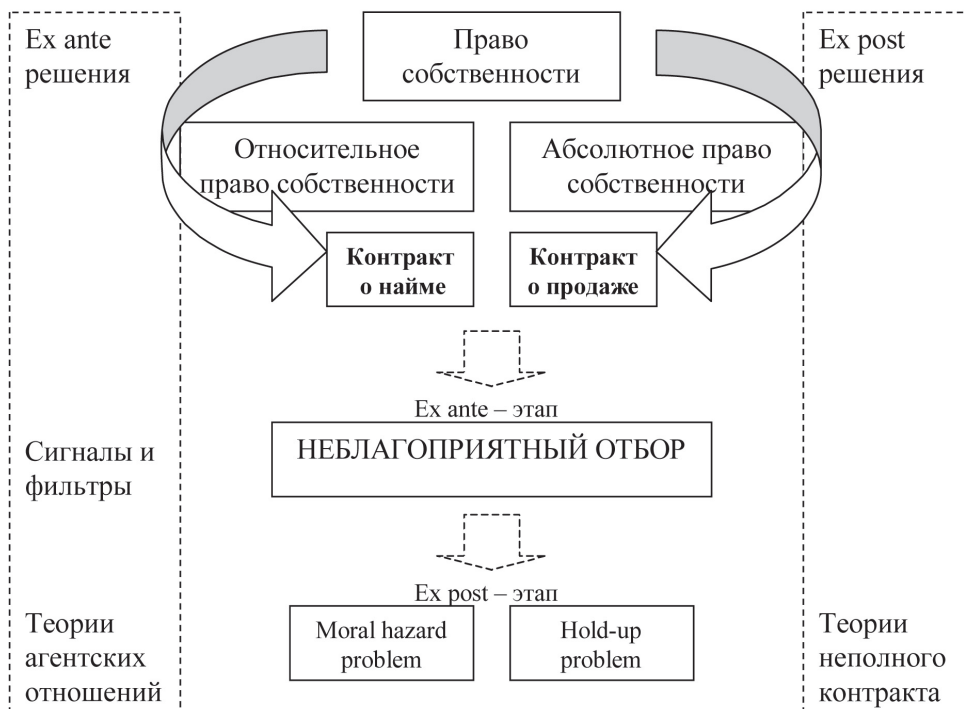 Ex ante
решения
Право
собственности
Ex post
решения
Относительное
право собственности
Абсолютное право
собственности
Контракт
о найме
Контракт
о продаже
Ex ante – этап
НЕБЛАГОПРИЯТНЫЙ ОТБОР
Сигналы и
фильтры
Ex post – этап
Moral hazard
problem
Hold-up
problem
Теории
агентских
отношений
Теории
неполного
контракта